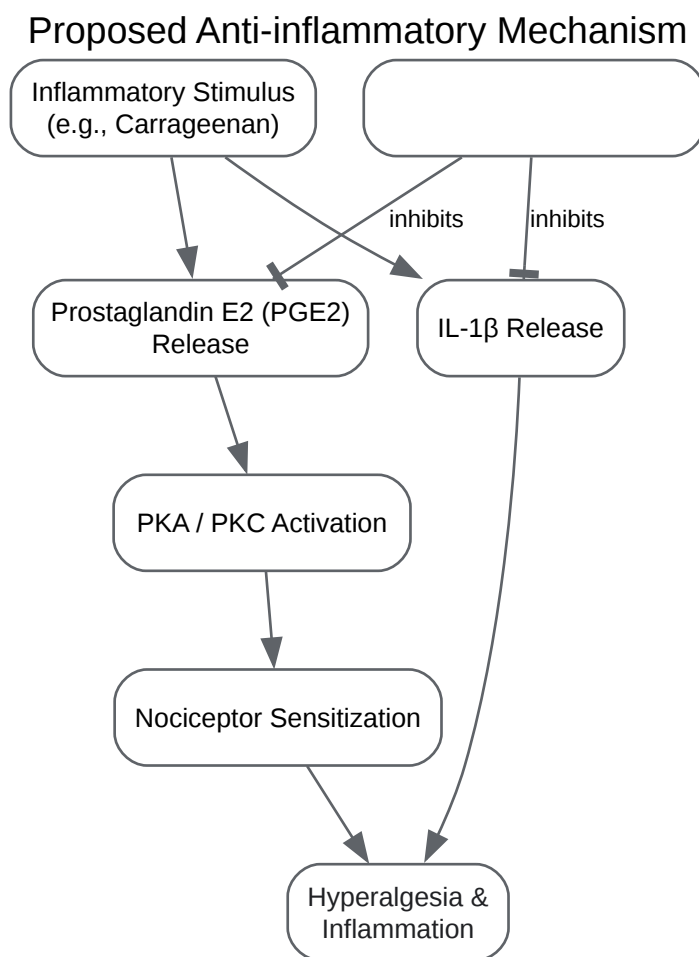 Proposed Anti-inflammatory Mechanism
Inflammatory Stimulus
(e.g., Carrageenan)
inhibits
inhibits
Prostaglandin E2 (PGE2)
Release
IL-1β Release
PKA / PKC Activation
Nociceptor Sensitization
Hyperalgesia &
Inflammation